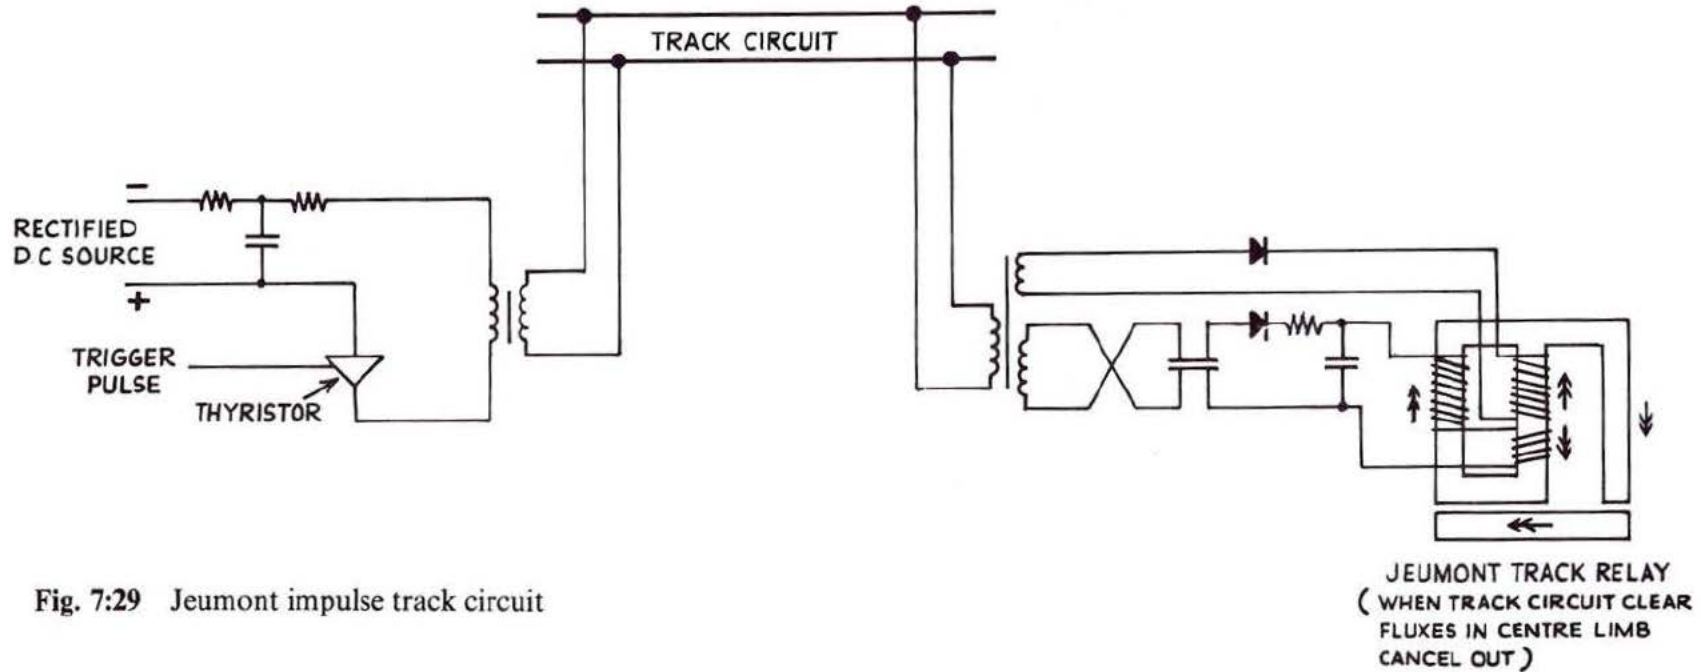 TRACK CIRCUIT
−
RECTIFIED
D.C SOURCE
+
TRIGGER
PULSE
THYRISTOR
Fig. 7:29 Jeumont impulse track circuit
JEUMONT TRACK RELAY
( WHEN TRACK CIRCUIT CLEAR
FLUXES IN CENTRE LIMB
CANCEL OUT )